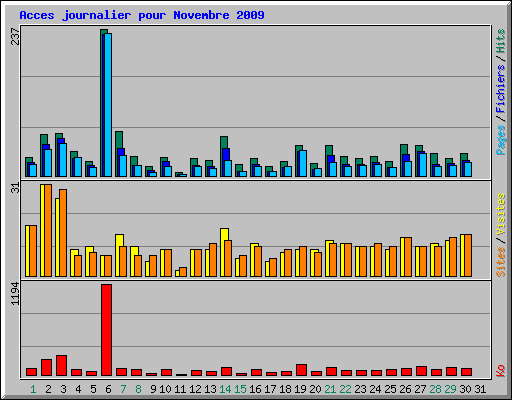 Acces journalier pour Novembre 2009
237
Pages/Fichiers/Hits
31
Sites/Visites
1194
Ko
1 2 3 4 5 6 7 8 9 10 11 12 13 14 15 16 17 18 19 20 21 22 23 24 25 26 27 28 29 30 31